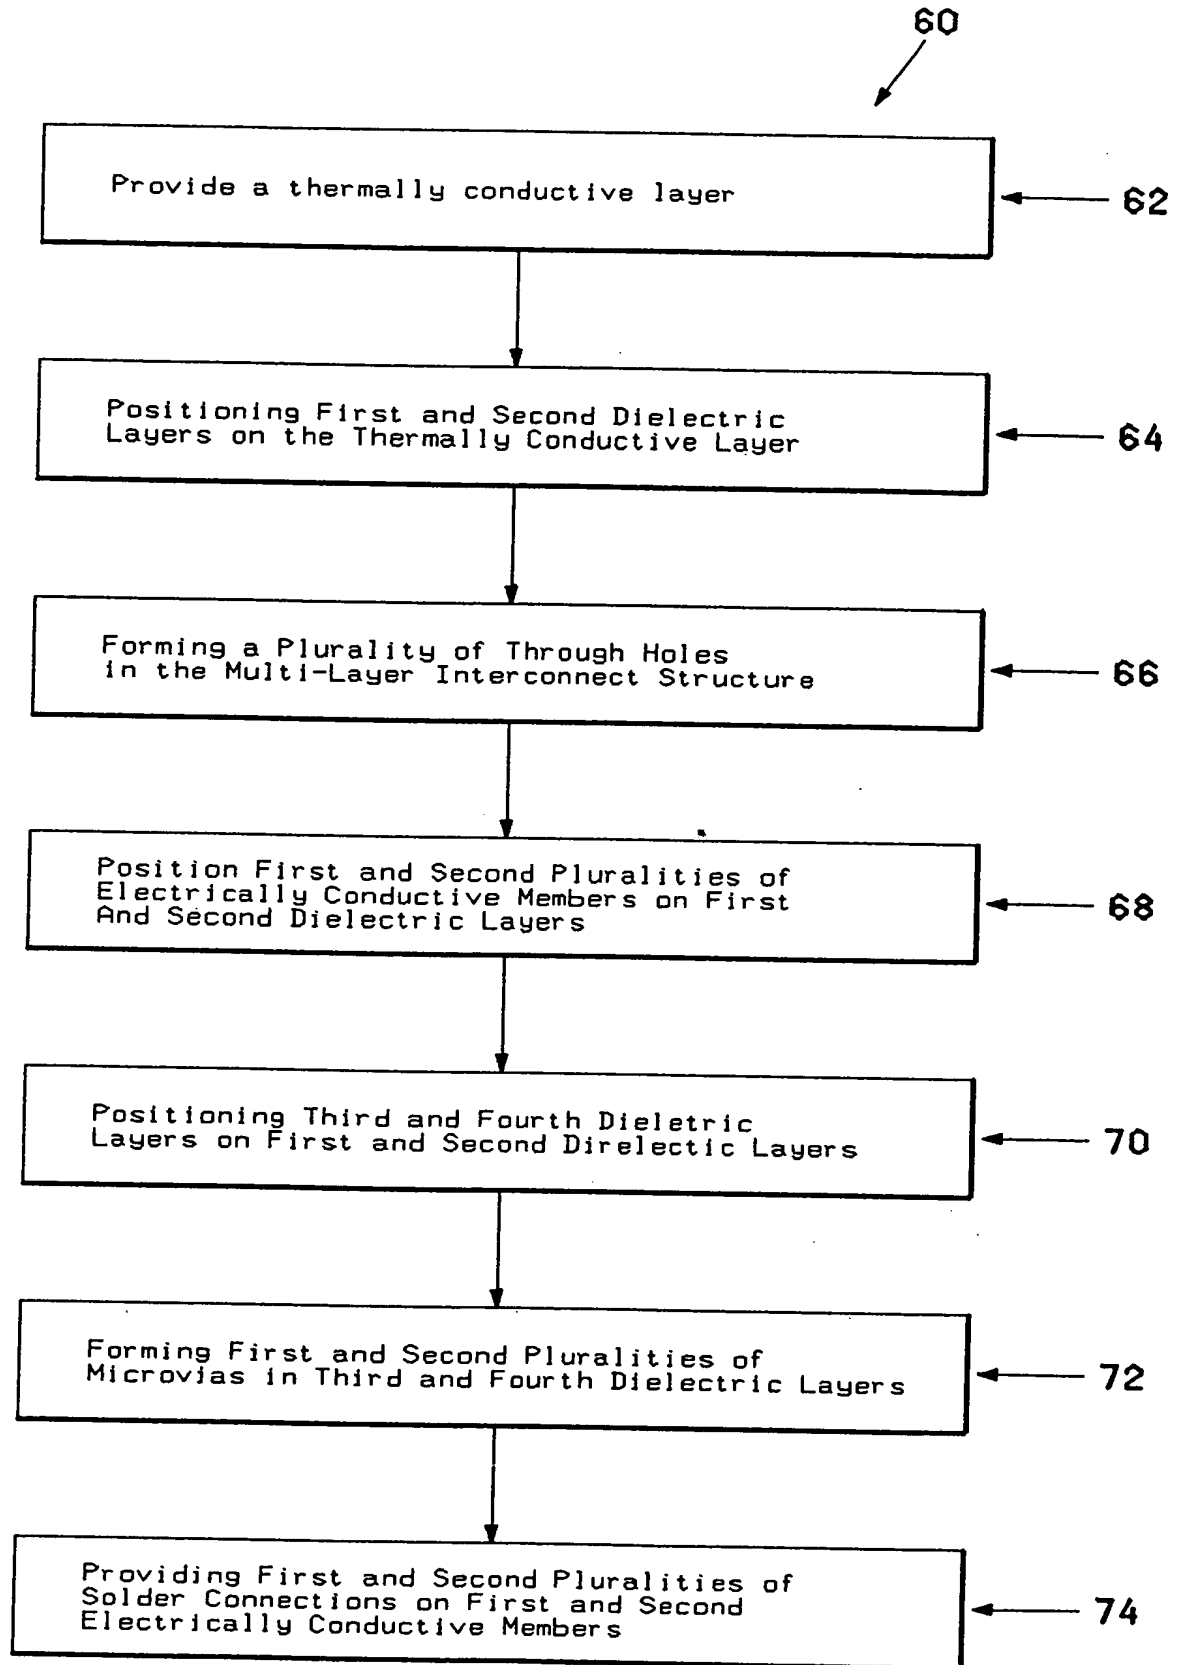 60
Provide a thermally conductive layer
62
Positioning First and Second Dielectric
Layers on the Thermally Conductive Layer
64
Forming a Plurality of Through Holes
in the Multi-Layer Interconnect Structure
66
Position First and Second Pluralities of
Electrically Conductive Members on First
And Second Dielectric Layers
68
Positioning Third and Fourth Dieletric
Layers on First and Second Direlectic Layers
70
Forming First and Second Pluralities of
Microvias in Third and Fourth Dielectric Layers
72
Providing First and Second Pluralities of
Solder Connections on First and Second
Electrically Conductive Members
74